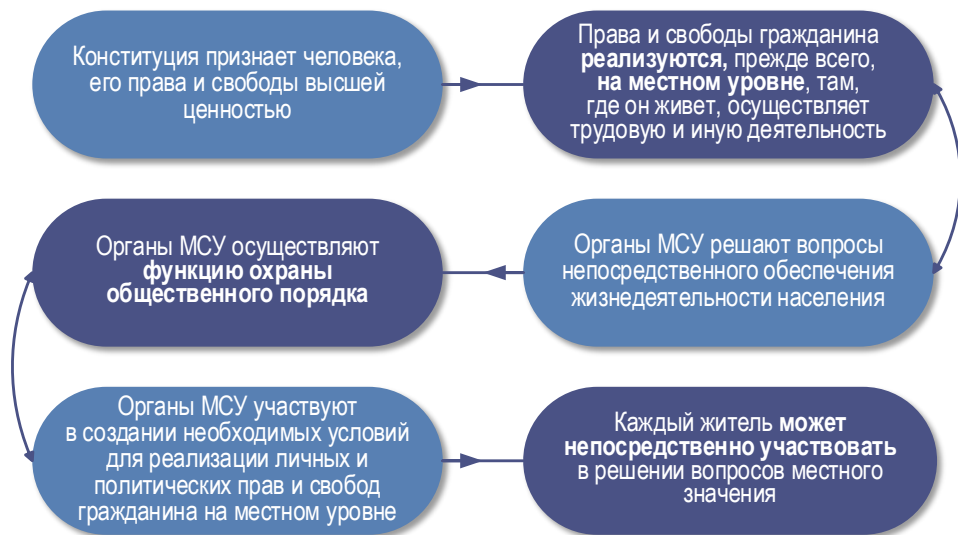 Конституция признает человека,
его права и свободы высшей
ценностью
Права и свободы гражданина
реализуются, прежде всего,
на местном уровне, там,
где он живет, осуществляет
трудовую и иную деятельность
Органы МСУ решают вопросы
непосредственного обеспечения
жизнедеятельности населения
Органы МСУ осуществляют
функцию охраны
общественного порядка
Органы МСУ участвуют
в создании необходимых условий
для реализации личных и
политических прав и свобод
гражданина на местном уровне
Каждый житель может
непосредственно участвовать
в решении вопросов местного
значения